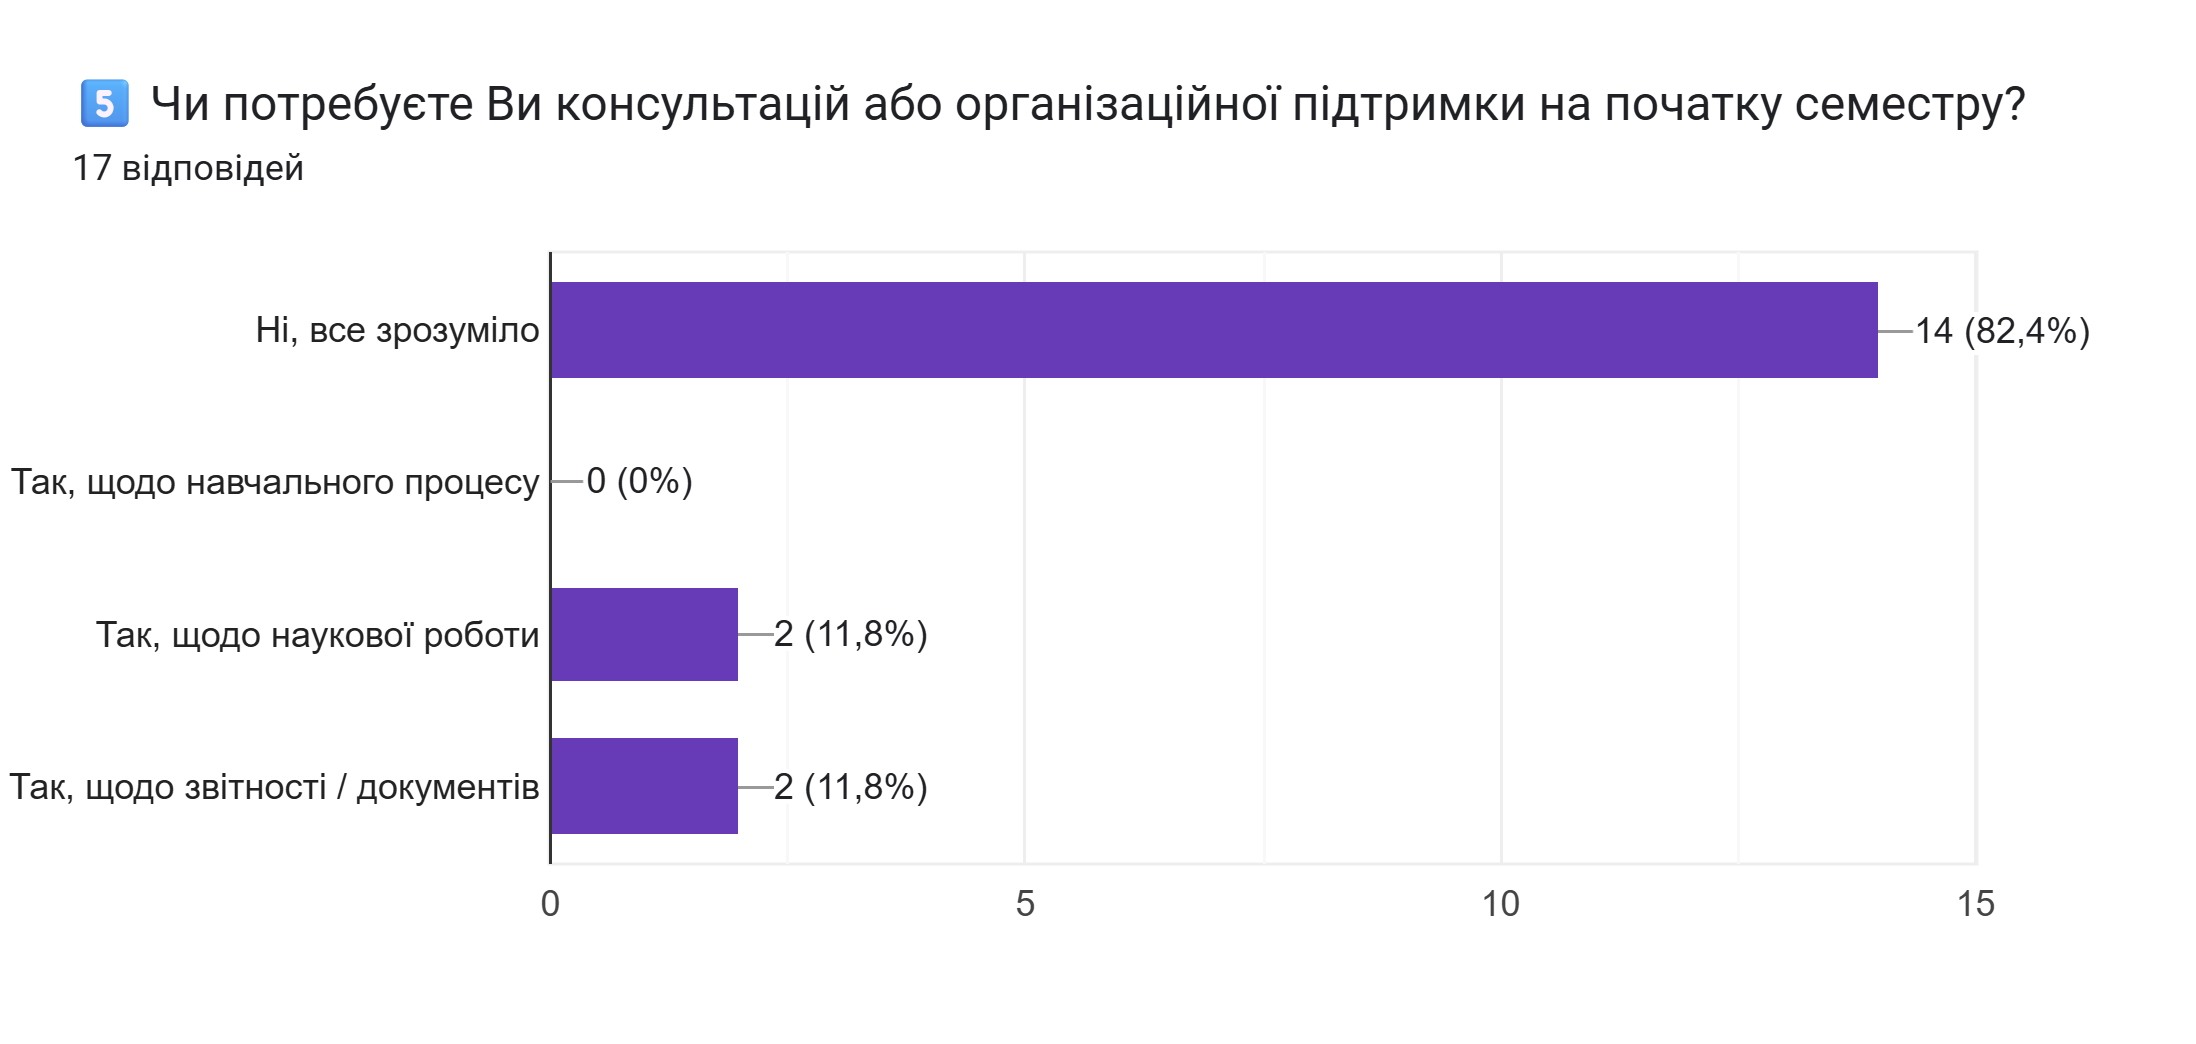 5️⃣ Чи потребуєте Ви консультацій або організаційної підтримки на початку семестру?
17 відповідей
Ні, все зрозуміло 14 (82,4%)
Так, щодо навчального процесу 0 (0%)
Так, щодо наукової роботи 2 (11,8%)
Так, щодо звітності / документів 2 (11,8%)
0 5 10 15